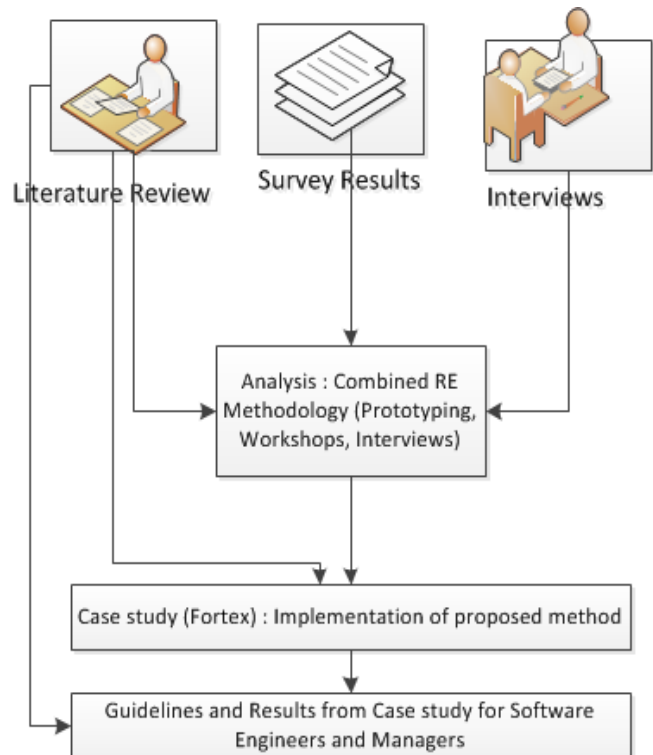 Literature Review
Survey Results
Interviews
Analysis : Combined RE
Methodology (Prototyping,
Workshops, Interviews)
Case study (Fortex) : Implementation of proposed method
Guidelines and Results from Case study for Software
Engineers and Managers